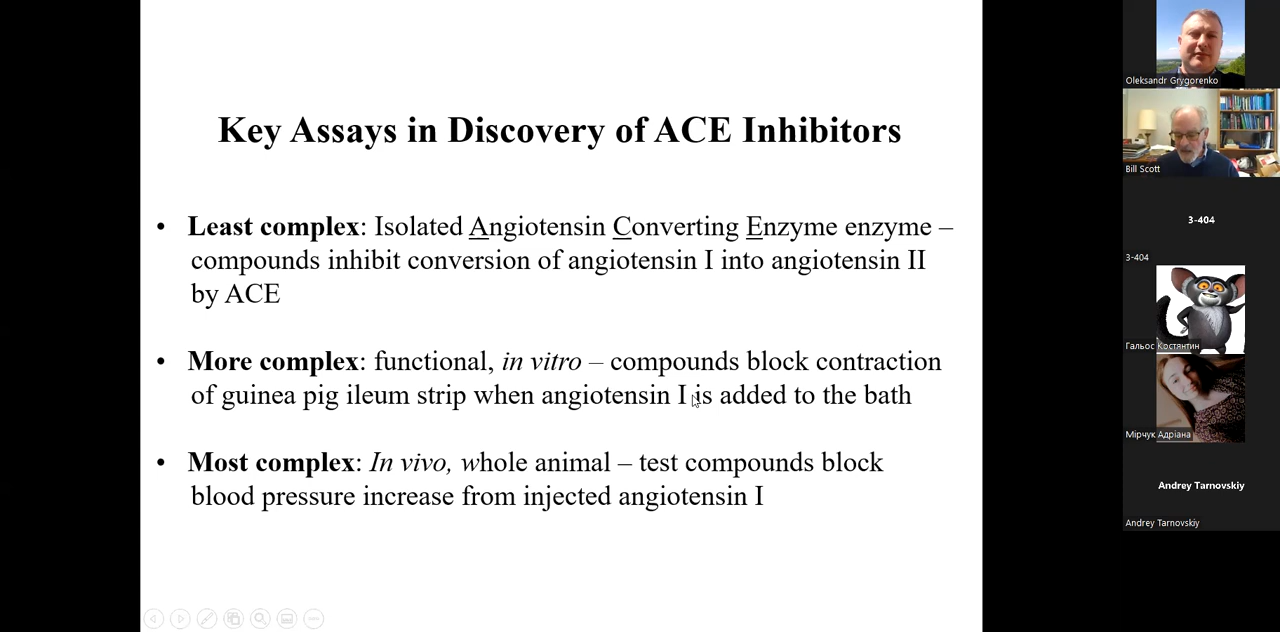 Key Assays in Discovery of ACE Inhibitors
• Least complex: Isolated Angiotensin Converting Enzyme enzyme –
compounds inhibit conversion of angiotensin I into angiotensin II
by ACE
• More complex: functional, in vitro – compounds block contraction
of guinea pig ileum strip when angiotensin I is added to the bath
• Most complex: In vivo, whole animal – test compounds block
blood pressure increase from injected angiotensin I
Oleksandr Grygorenko
Bill Scott
3-404
3-404
Гальос Костянтин
Мірчук Адріана
Andrey Tarnovskiy
Andrey Tarnovskiy